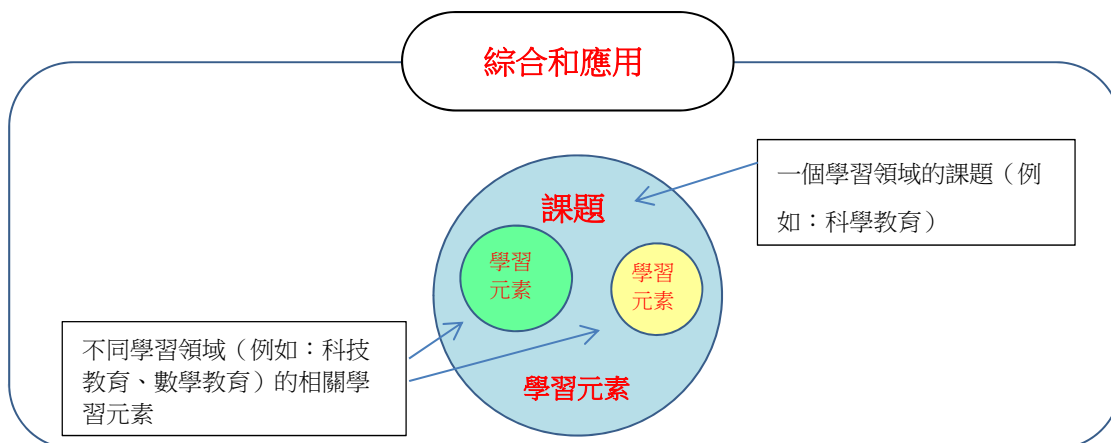 綜合和應用
一個學習領域的課題（例
如：科學教育）
課題
學習
元素
學習
元素
不同學習領域（例如：科技
教育、數學教育）的相關學
習元素
學習元素